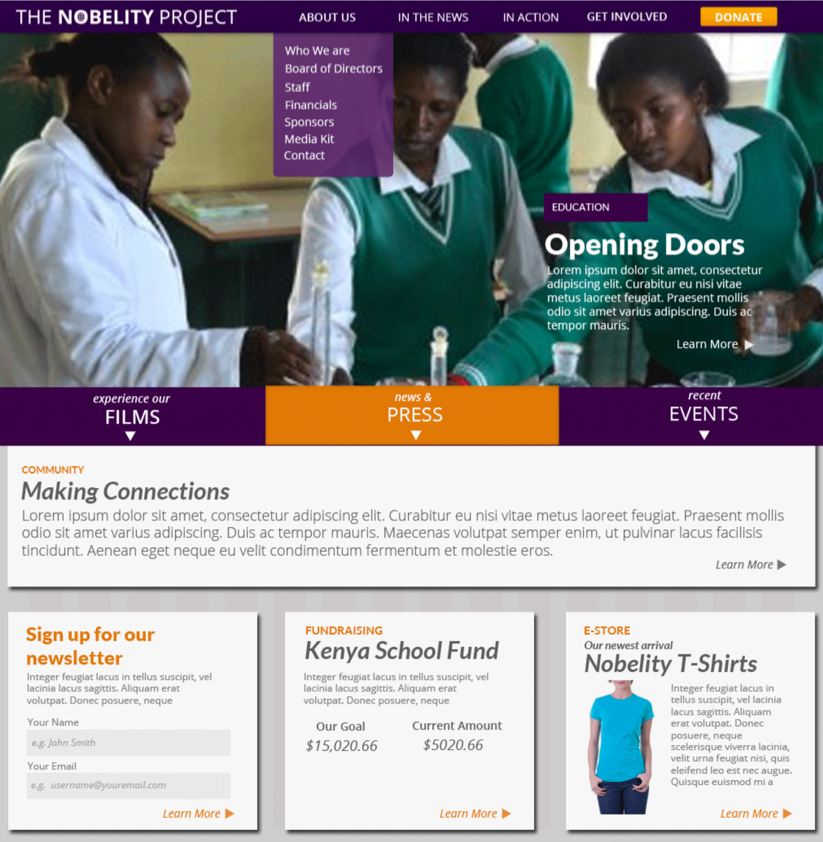 THE NOBELITY PROJECT
ABOUT US
IN THE NEWS
IN ACTION
GET INVOLVED
DONATE
Who We are
Board of Directors
Staff
Financials
Sponsors
Media Kit
Contact
EDUCATION
Opening Doors
Lorem ipsum dolor sit amet, consectetur
adipiscing elit. Curabitur eu nisi vitae
metus laoreet feugiat. Praesent mollis
odio sit amet varius adipiscing. Duis ac
tempor mauris.
Learn More
experience our
FILMS
news &
PRESS
recent
EVENTS
COMMUNITY
Making Connections
Lorem ipsum dolor sit amet, consectetur adipiscing elit. Curabitur eu nisi vitae metus laoreet feugiat. Praesent mollis
odio sit amet varius adipiscing. Duis ac tempor mauris. Maecenas volutpat semper enim, ut pulvinar lacus facilisis
tincidunt. Aenean eget neque eu velit condimentum fermentum et molestie eros.
Learn More
Sign up for our
newsletter
Integer feugiat lacus in tellus suscipit, vel
lacinia lacus sagittis. Aliquam erat
volutpat. Donec posuere, neque
Your Name
e.g. John Smith
Your Email
e.g. username@youremail.com
Learn More
FUNDRAISING
Kenya School Fund
Integer feugiat lacus in tellus suscipit, vel
lacinia lacus sagittis. Aliquam erat
volutpat. Donec posuere, neque
Our Goal
$15,020.66
Current Amount
$5020.66
Learn More
E-STORE
Our newest arrival
Nobelity T-Shirts
Integer feugiat lacus in
tellus suscipit, vel lacinia
lacus sagittis. Aliquam
erat volutpat. Donec
posuere, neque
scelerisque viverra lacinia,
velit urna feugiat nisi, quis
eleifend leo est nec augue.
Quisque euismod mi a
Learn More